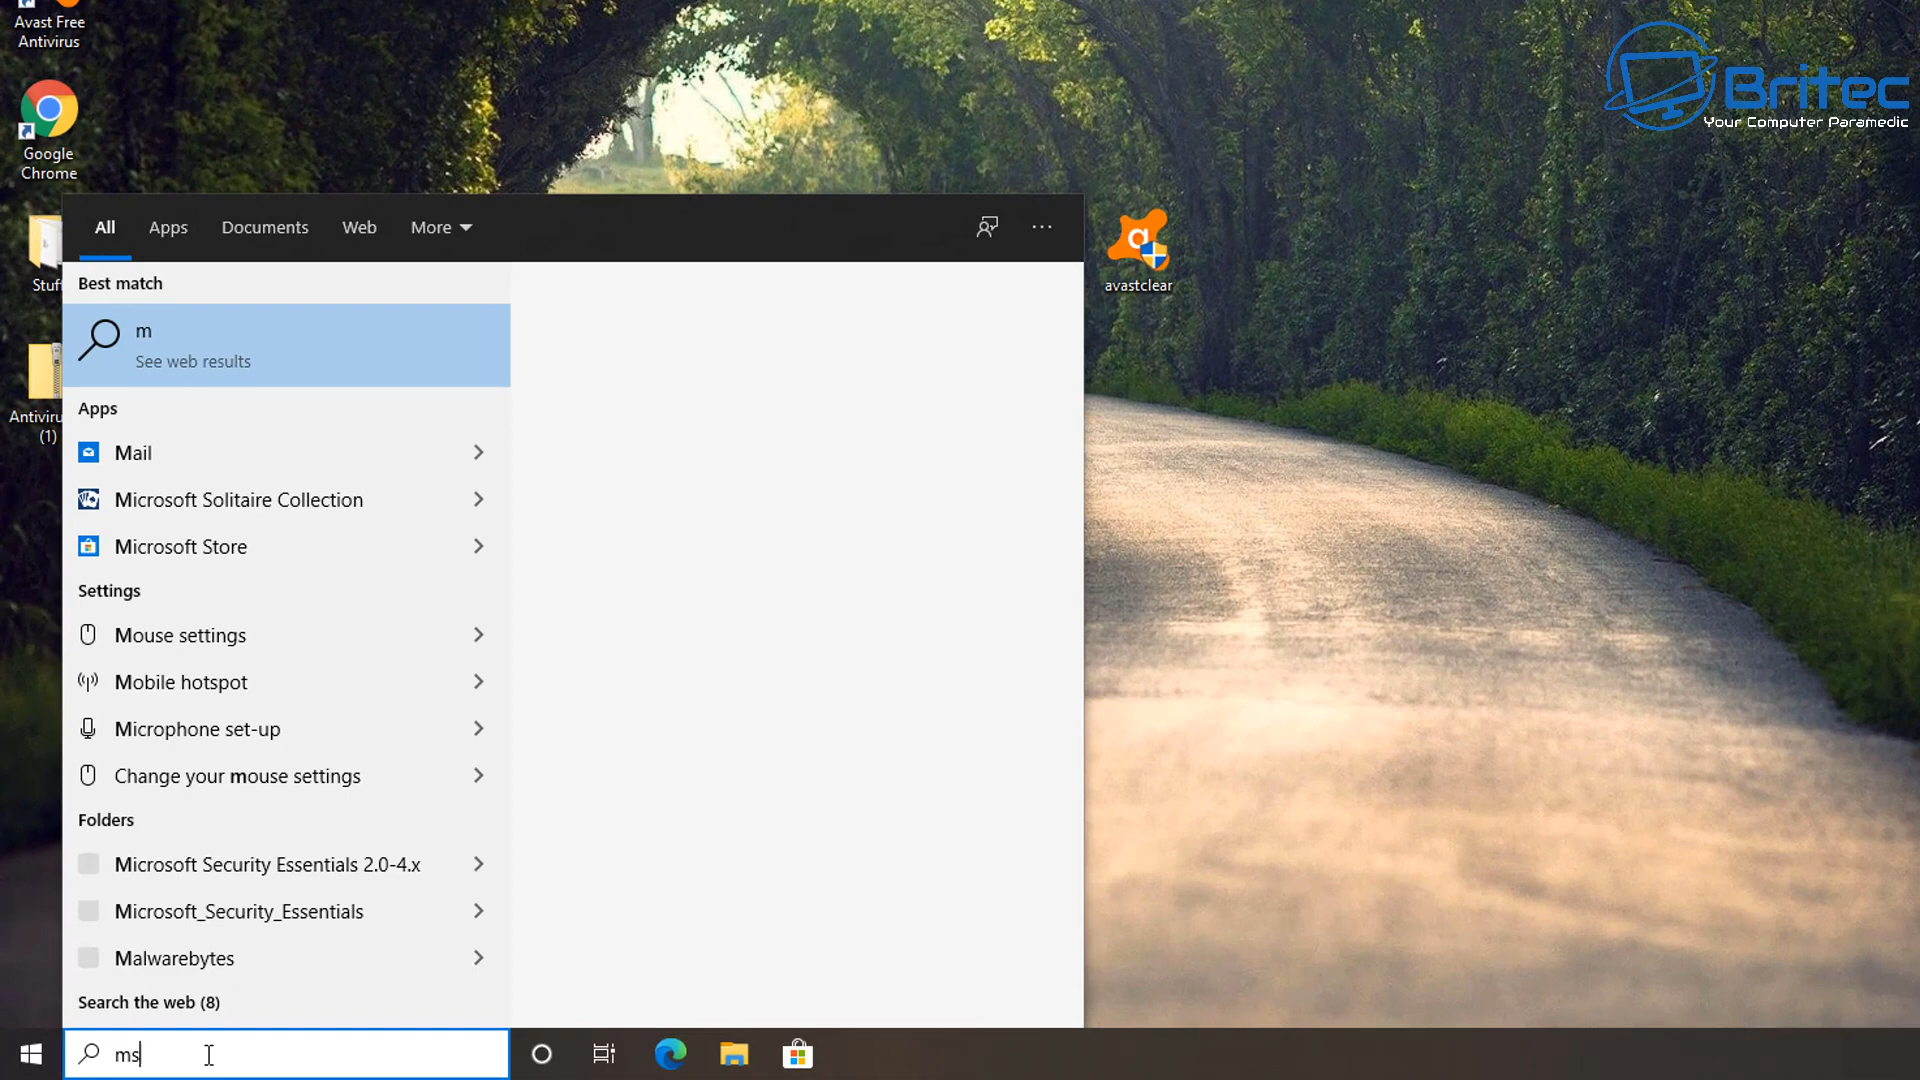 Avast Free
Antivirus
Google
Chrome
Stuff
Antiviru
(1)
Britec
Your Computer Paramedic
avastclear
All
Apps
Documents
Web
More
...
Best match
m
See web results
Apps
Mail
Microsoft Solitaire Collection
Microsoft Store
Settings
Mouse settings
Mobile hotspot
Microphone set-up
Change your mouse settings
Folders
Microsoft Security Essentials 2.0-4.x
Microsoft_Security_Essentials
Malwarebytes
Search the web (8)
ms